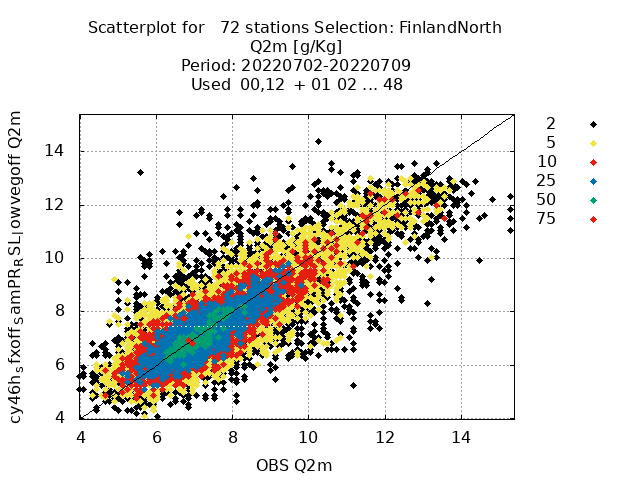 Scatterplot for 72 stations Selection: FinlandNorth
Q2m [g/Kg]
Period: 20220702-20220709
Used 00,12 + 01 02 ... 48
cy46h_sfxoff_samPR_R SL_lowvegoff Q2m
14
12
10
8
6
4
4 6 8 10 12 14
OBS Q2m
2
5
10
25
50
75